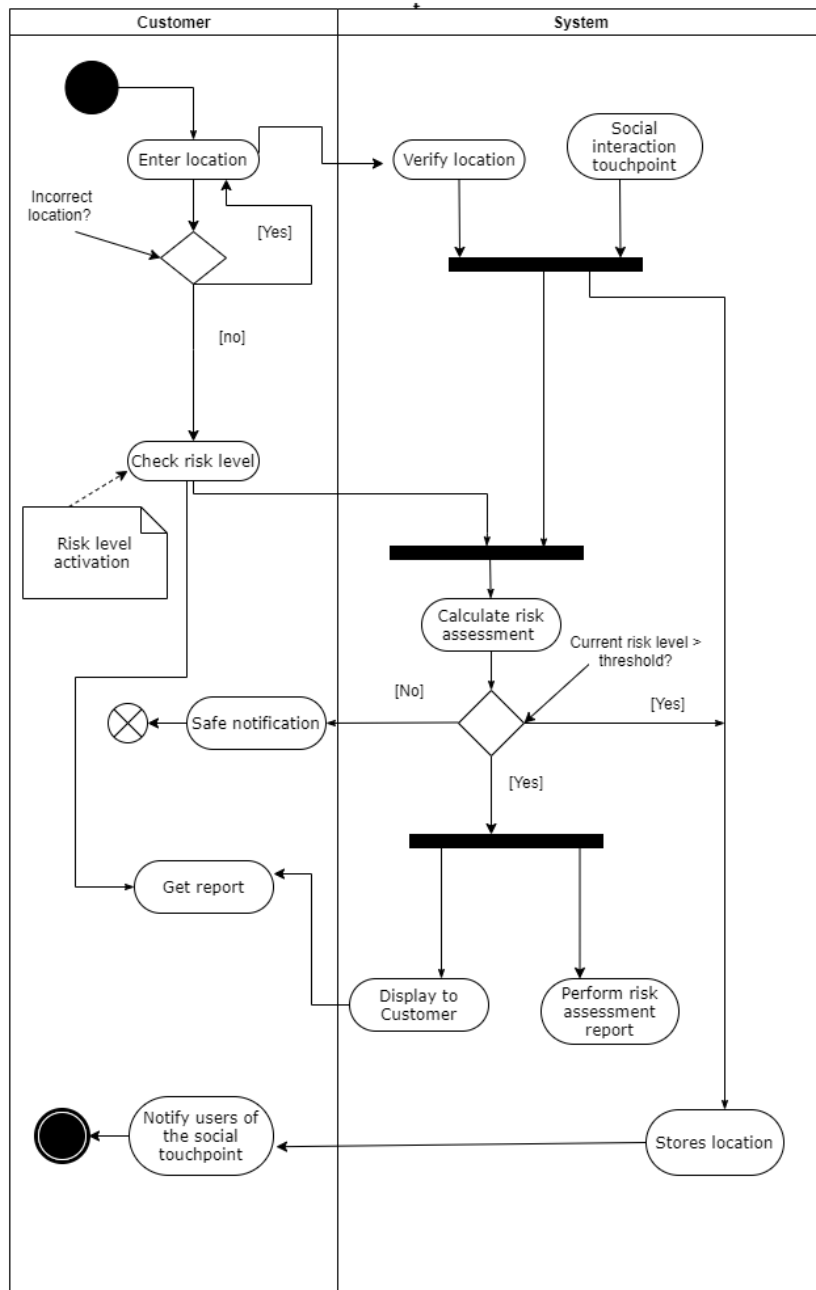 Customer
System
Enter location
Verify location
Social
interaction
touchpoint
Incorrect
location?
[Yes]
[no]
Check risk level
Risk level
activation
Calculate risk
assessment
Current risk level >
threshold?
[No]
[Yes]
Safe notification
[Yes]
Get report
Display to
Customer
Perform risk
assessment
report
Notify users of
the social
touchpoint
Stores location